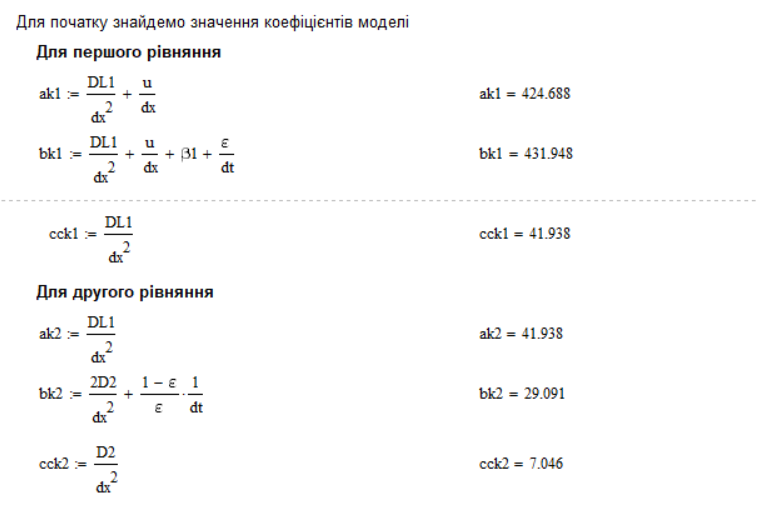 Для початку знайдемо значення коефіцієнтів моделі
Для першого рівняння
ak1 := DL1/dx^2 + u/dx ak1 = 424.688
bk1 := DL1/dx^2 + u/dx + β1 + ε/dt bk1 = 431.948
cck1 := DL1/dx^2 cck1 = 41.938
Для другого рівняння
ak2 := DL1/dx^2 ak2 = 41.938
bk2 := 2D2/dx^2 + 1 − ε/ε · 1/dt bk2 = 29.091
cck2 := D2/dx^2 cck2 = 7.046